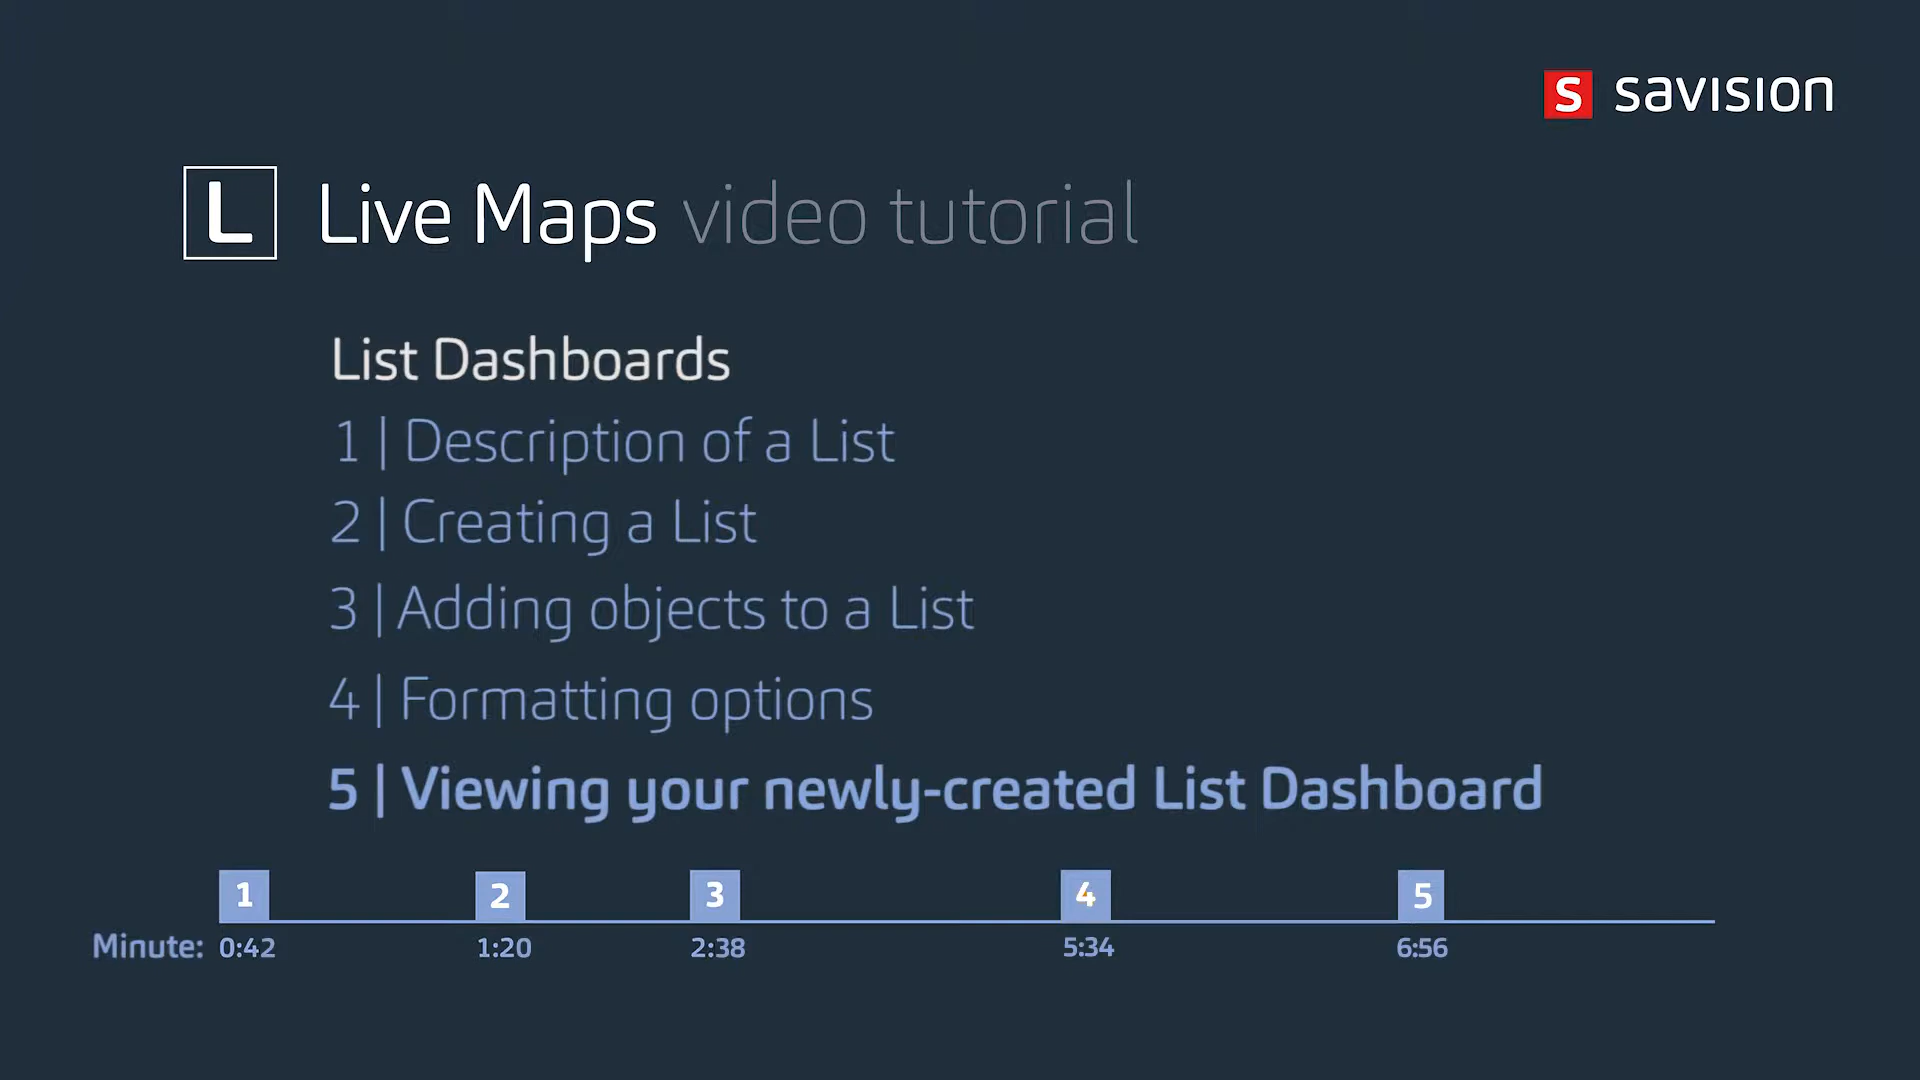 S savision
L Live Maps video tutorial
List Dashboards
1 | Description of a List
2 | Creating a List
3 | Adding objects to a List
4 | Formatting options
5 | Viewing your newly-created List Dashboard
1 2 3 4 5
Minute: 0:42 1:20 2:38 5:34 6:56